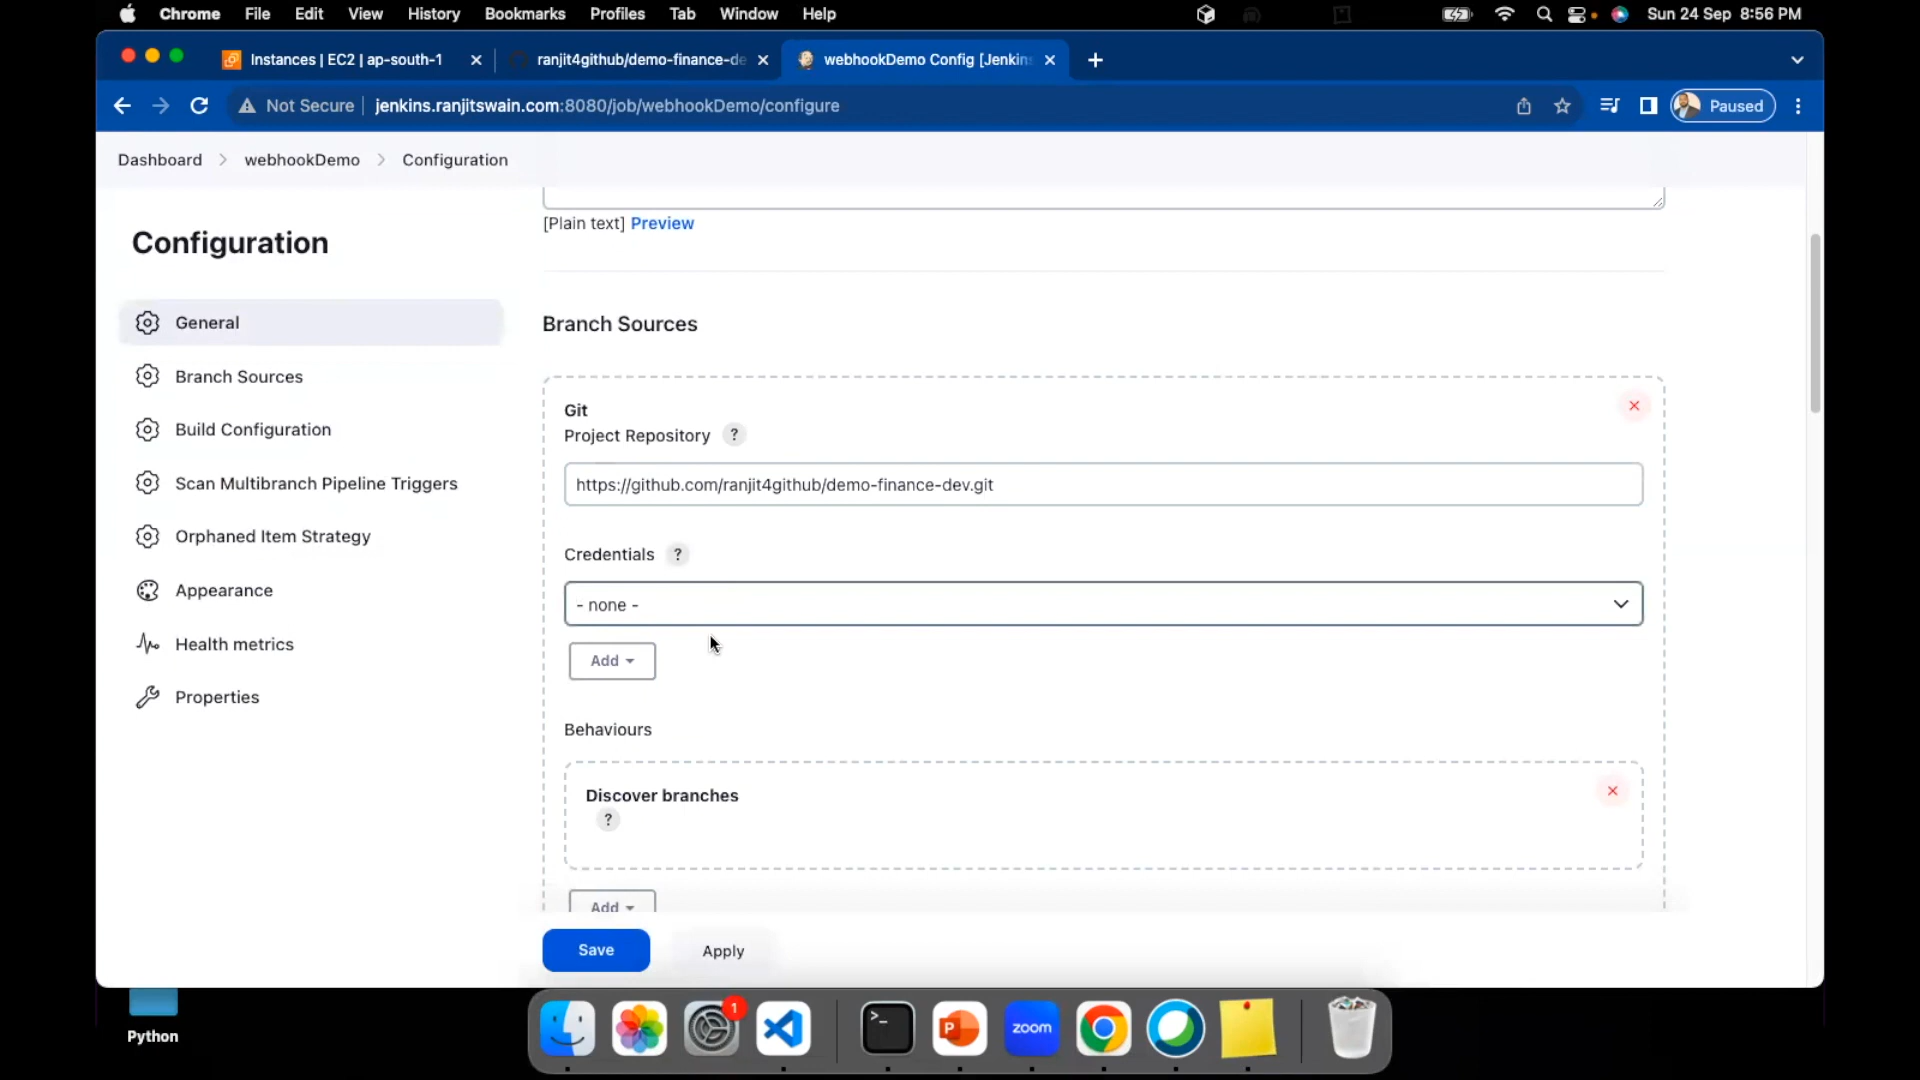 Chrome File Edit View History Bookmarks Profiles Tab Window Help Sun 24 Sep 8:56 PM
Instances | EC2 | ap-south-1 ranjit4github/demo-finance-de webhookDemo Config [Jenkins
Not Secure jenkins.ranjitswain.com:8080/job/webhookDemo/configure Paused
Dashboard webhookDemo Configuration
[Plain text] Preview
Configuration
General
Branch Sources
Build Configuration
Scan Multibranch Pipeline Triggers
Orphaned Item Strategy
Appearance
Health metrics
Properties
Branch Sources
Git
Project Repository ?
https://github.com/ranjit4github/demo-finance-dev.git
Credentials ?
- none -
Add
Behaviours
Discover branches
?
Add
Save Apply
1
zoom
Python